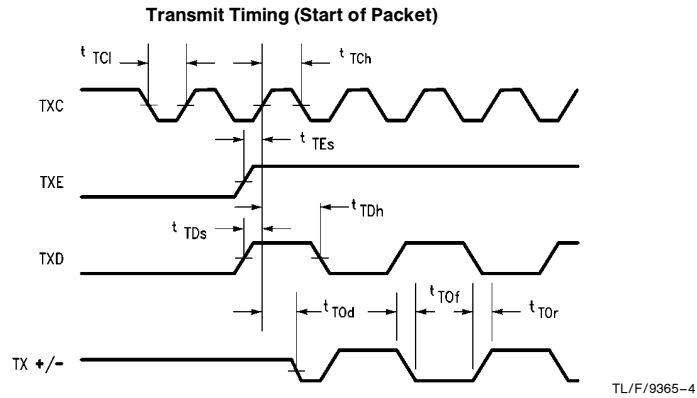 Transmit Timing (Start of Packet)
t TCl
t TCh
TXC
t TEs
TXE
t TDh
t TDs
TXD
t TOd
t TOf
t TOr
TX +/-
TL/F/9365–4